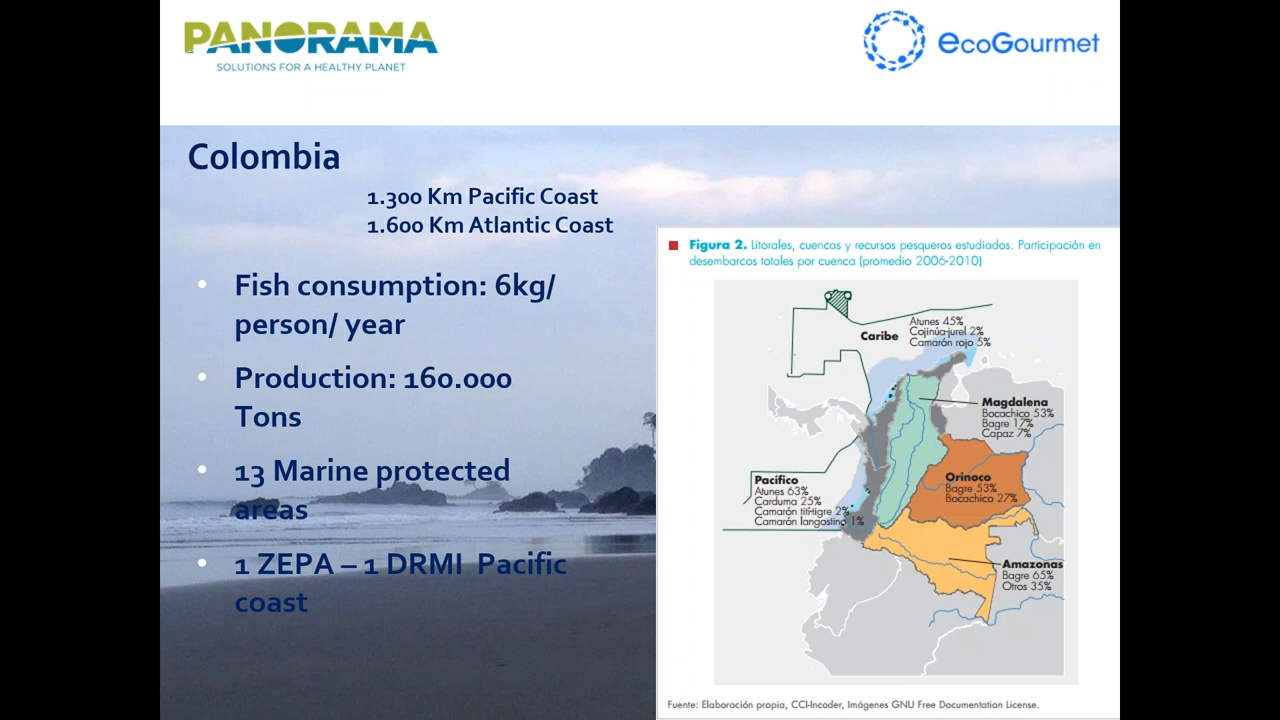 PANORAMA
SOLUTIONS FOR A HEALTHY PLANET
ecoGourmet
Colombia
1.300 Km Pacific Coast
1.600 Km Atlantic Coast
• Fish consumption: 6kg/
person/ year
• Production: 160.000
Tons
• 13 Marine protected
areas
• 1 ZEPA – 1 DRMI Pacific
coast
Figura 2. Litorales, cuencas y recursos pesqueros estudiados. Participación en
desembarcos totales por cuenca (promedio 2006-2010)
Caribe
Atunes 45%
Cojinúa-jurel 2%
Camarón rojo 5%
Magdalena
Bocachico 53%
Bagre 17%
Capaz 7%
Pacífico
Atunes 63%
Carduma 25%
Camarón tití-tigre 2%
Camarón langostino 1%
Orinoco
Bagre 53%
Bocachico 27%
Amazonas
Bagre 65%
Otros 35%
Fuente: Elaboración propia, CCI-Incoder, Imágenes GNU Free Documentation License.